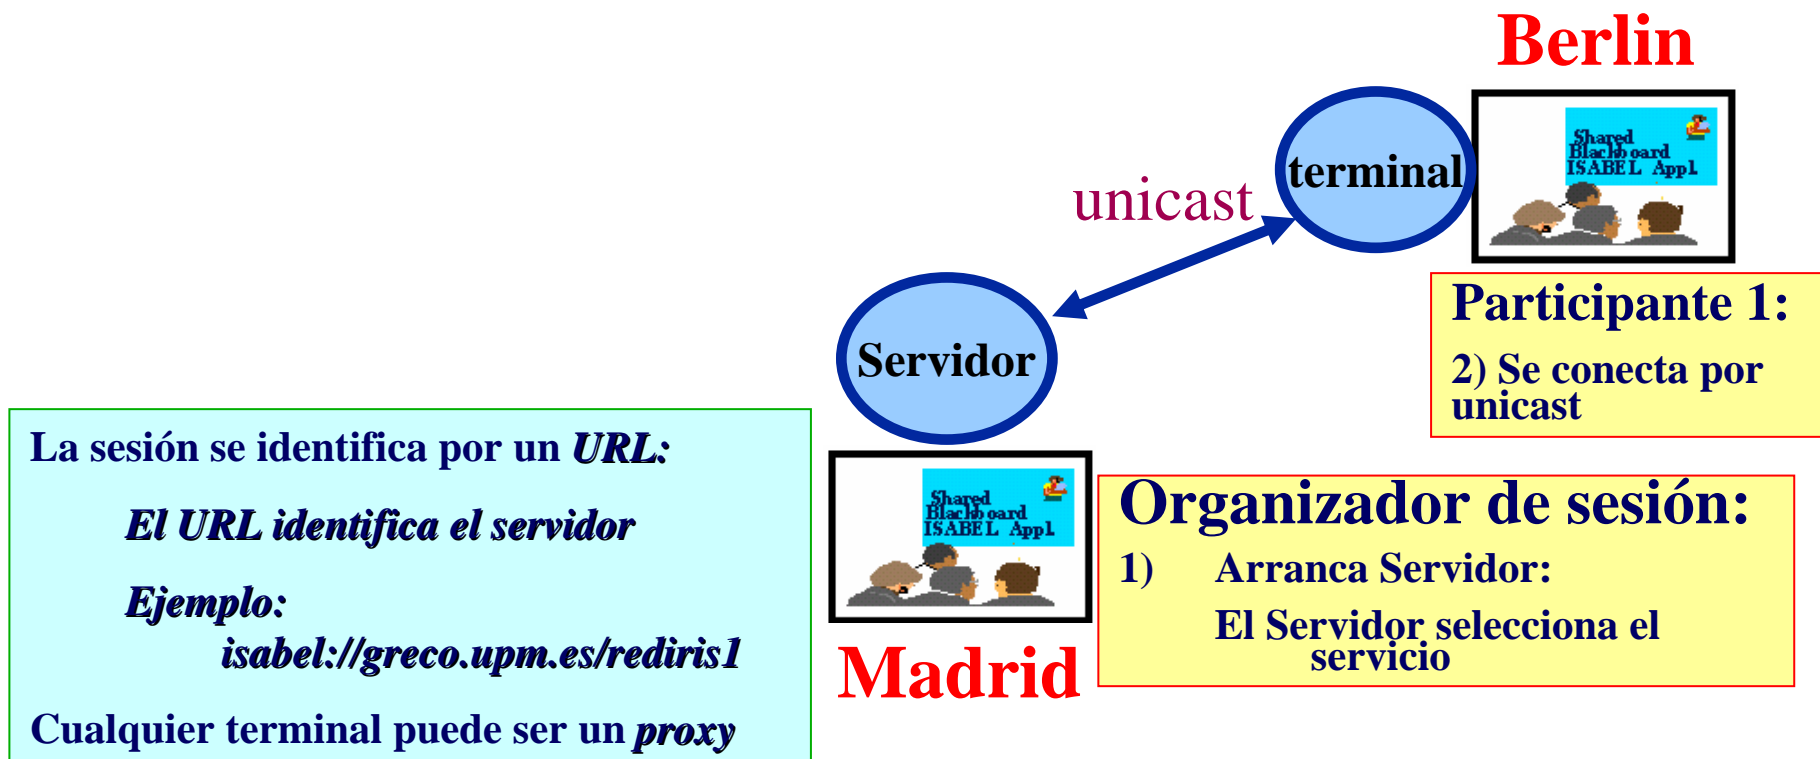 Berlin
terminal
Shared
Blackboard
ISABEL Appl.
unicast
Participante 1:
2) Se conecta por
unicast
Servidor
Shared
Blackboard
ISABEL Appl.
Madrid
Organizador de sesión:
1) Arranca Servidor:
El Servidor selecciona el
servicio
La sesión se identifica por un URL:
El URL identifica el servidor
Ejemplo:
isabel://greco.upm.es/rediris1
Cualquier terminal puede ser un proxy